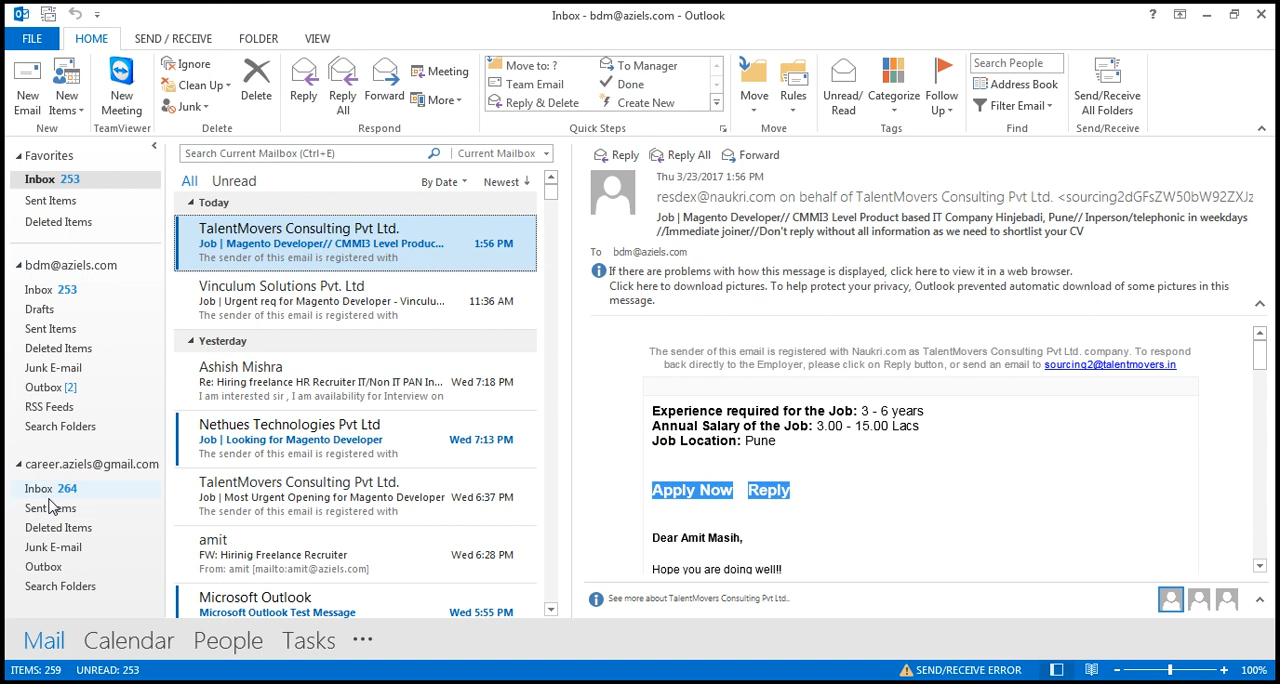 Inbox - bdm@aziels.com - Outlook
?
FILE
HOME
SEND / RECEIVE
FOLDER
VIEW
New Email
New Items
New
New Meeting
TeamViewer
Ignore
Clean Up
Junk
Delete
Delete
Reply
Reply All
Forward
Meeting
More
Respond
Move to: ?
Team Email
Reply & Delete
To Manager
Done
Create New
Quick Steps
Move
Rules
Move
Unread/ Read
Categorize
Follow Up
Tags
Search People
Address Book
Filter Email
Find
Send/Receive All Folders
Send/Receive
Favorites
Inbox 253
Sent Items
Deleted Items
bdm@aziels.com
Inbox 253
Drafts
Sent Items
Deleted Items
Junk E-mail
Outbox [2]
RSS Feeds
Search Folders
career.aziels@gmail.com
Inbox 264
Sent Items
Deleted Items
Junk E-mail
Outbox
Search Folders
Search Current Mailbox (Ctrl+E)
Current Mailbox
All Unread
By Date Newest ↓
Today
TalentMovers Consulting Pvt Ltd.
Job | Magento Developer// CMMI3 Level Produc... 1:56 PM
The sender of this email is registered with
Vinculum Solutions Pvt. Ltd
Job | Urgent req for Magento Developer - Vinculu... 11:36 AM
The sender of this email is registered with
Yesterday
Ashish Mishra
Re: Hiring freelance HR Recruiter IT/Non IT PAN In... Wed 7:18 PM
I am interested sir , I am availability for Interview on
Nethues Technologies Pvt Ltd
Job | Looking for Magento Developer Wed 7:13 PM
The sender of this email is registered with
TalentMovers Consulting Pvt Ltd.
Job | Most Urgent Opening for Magento Developer Wed 6:37 PM
The sender of this email is registered with
amit
FW: Hirinig Freelance Recruiter Wed 6:28 PM
From: amit [mailto:amit@aziels.com]
Microsoft Outlook
Microsoft Outlook Test Message Wed 5:55 PM
Reply Reply All Forward
Thu 3/23/2017 1:56 PM
resdex@naukri.com on behalf of TalentMovers Consulting Pvt Ltd. <sourcing2dGFsZW50bW92ZXJz
Job | Magento Developer// CMMI3 Level Product based IT Company Hinjebadi, Pune// Inperson/telephonic in weekdays
//Immediate joiner//Don't reply without all information as we need to shortlist your CV
To bdm@aziels.com
If there are problems with how this message is displayed, click here to view it in a web browser.
Click here to download pictures. To help protect your privacy, Outlook prevented automatic download of some pictures in this
message.
The sender of this email is registered with Naukri.com as TalentMovers Consulting Pvt Ltd. company. To respond
back directly to the Employer, please click on Reply button, or send an email to sourcing2@talentmovers.in
Experience required for the Job: 3 - 6 years
Annual Salary of the Job: 3.00 - 15.00 Lacs
Job Location: Pune
Apply Now Reply
Dear Amit Masih,
Hope you are doing well!!
See more about TalentMovers Consulting Pvt Ltd..
Mail Calendar People Tasks •••
ITEMS: 259 UNREAD: 253
SEND/RECEIVE ERROR
100%